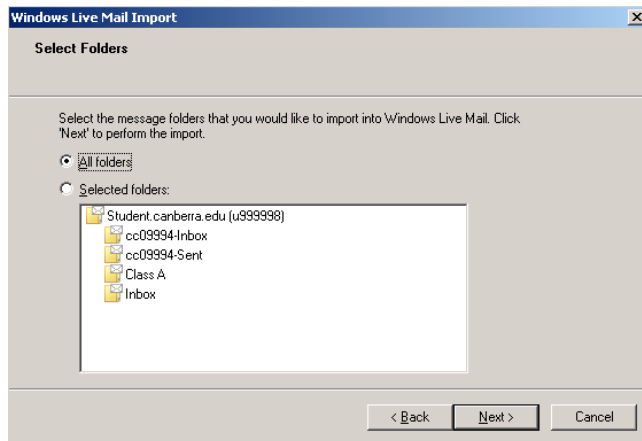 Windows Live Mail Import
Select Folders
Select the message folders that you would like to import into Windows Live Mail. Click
'Next' to perform the import.
All folders
Selected folders:
Student.canberra.edu (u999998)
cc09994-Inbox
cc09994-Sent
Class A
Inbox
< Back
Next >
Cancel